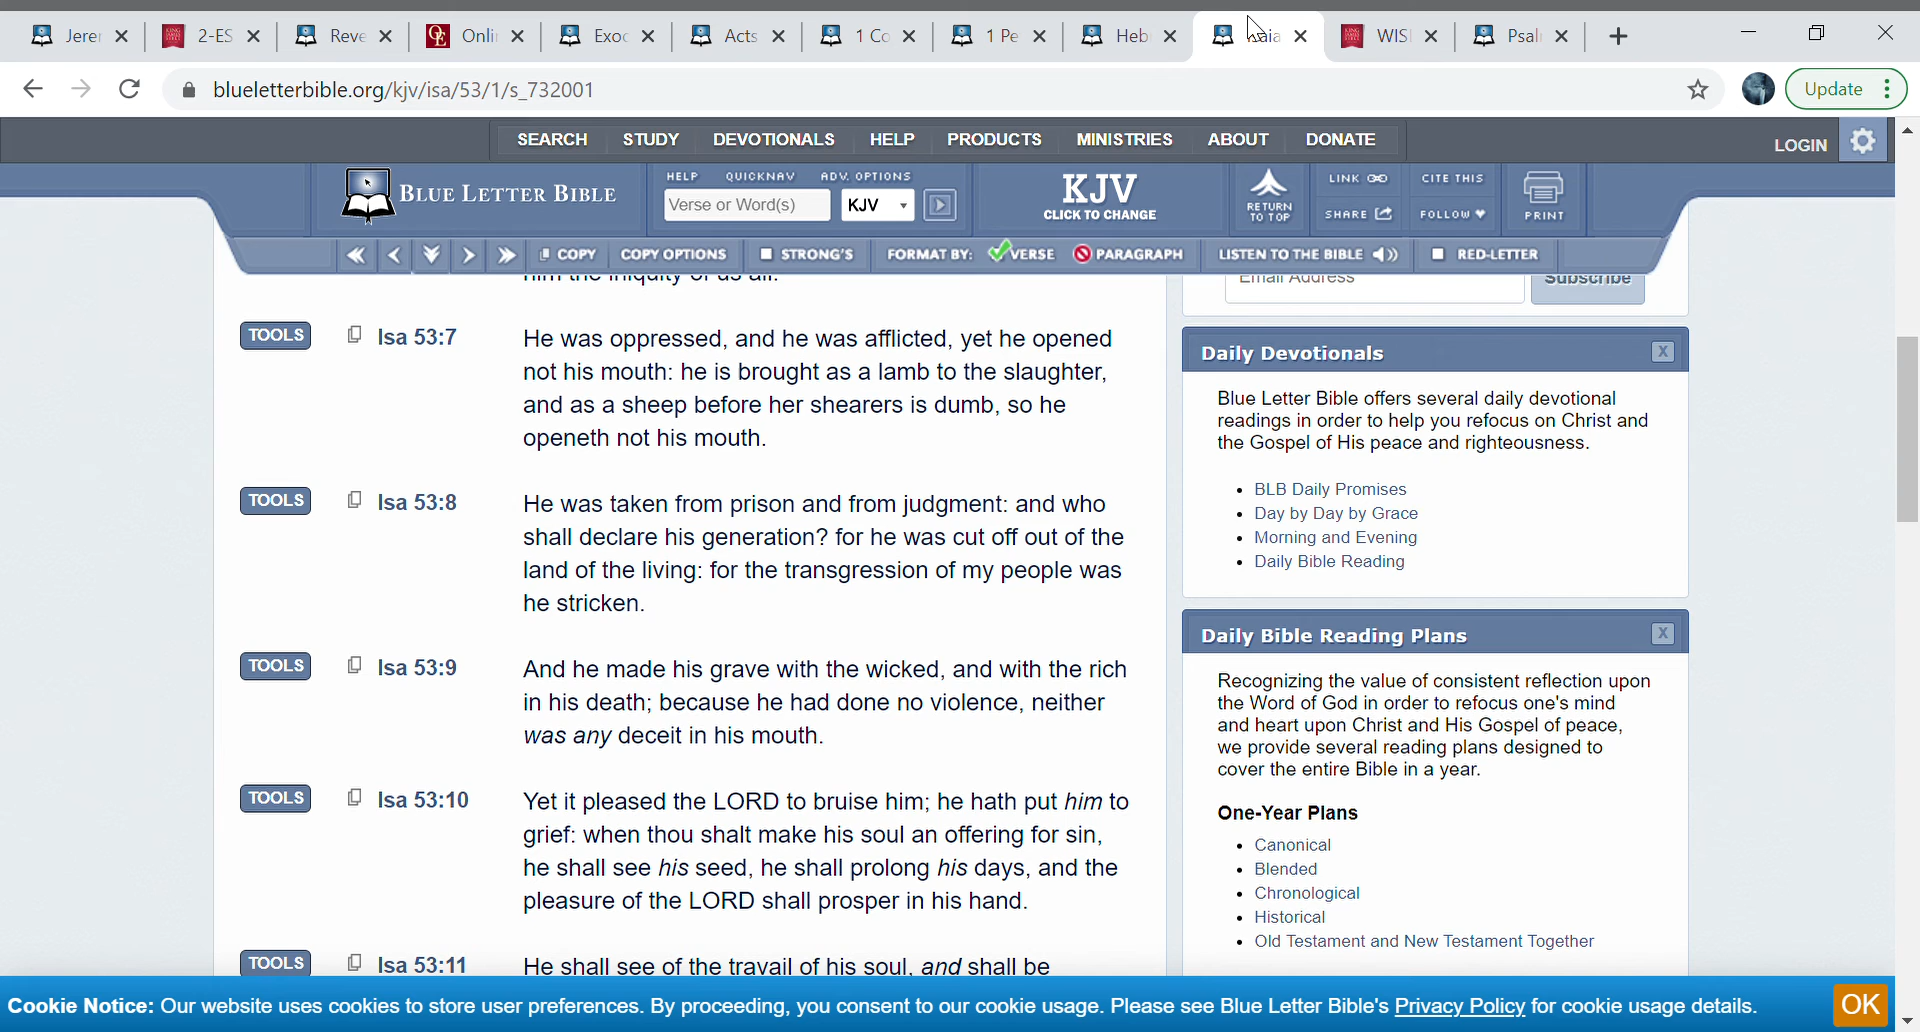 Jerer
2-ES
Reve
Onlin
Exoc
Acts
1 Co
1 Pe
Heb
aia
WIS
Psal
blueletterbible.org/kjv/isa/53/1/s_732001
Update
SEARCH STUDY DEVOTIONALS HELP PRODUCTS MINISTRIES ABOUT DONATE
LOGIN
BLUE LETTER BIBLE
HELP QUICKNAV ADV. OPTIONS
Verse or Word(s)
KJV
KJV
CLICK TO CHANGE
RETURN
TO TOP
LINK
SHARE
CITE THIS
FOLLOW
PRINT
COPY COPY OPTIONS STRONG'S FORMAT BY: VERSE PARAGRAPH LISTEN TO THE BIBLE RED-LETTER
him the iniquity of us all.
TOOLS Isa 53:7 He was oppressed, and he was afflicted, yet he opened
not his mouth: he is brought as a lamb to the slaughter,
and as a sheep before her shearers is dumb, so he
openeth not his mouth.
TOOLS Isa 53:8 He was taken from prison and from judgment: and who
shall declare his generation? for he was cut off out of the
land of the living: for the transgression of my people was
he stricken.
TOOLS Isa 53:9 And he made his grave with the wicked, and with the rich
in his death; because he had done no violence, neither
was any deceit in his mouth.
TOOLS Isa 53:10 Yet it pleased the LORD to bruise him; he hath put him to
grief: when thou shalt make his soul an offering for sin,
he shall see his seed, he shall prolong his days, and the
pleasure of the LORD shall prosper in his hand.
TOOLS Isa 53:11 He shall see of the travail of his soul, and shall be
Email Address
Subscribe
Daily Devotionals
X
Blue Letter Bible offers several daily devotional
readings in order to help you refocus on Christ and
the Gospel of His peace and righteousness.
• BLB Daily Promises
• Day by Day by Grace
• Morning and Evening
• Daily Bible Reading
Daily Bible Reading Plans
X
Recognizing the value of consistent reflection upon
the Word of God in order to refocus one's mind
and heart upon Christ and His Gospel of peace,
we provide several reading plans designed to
cover the entire Bible in a year.
One-Year Plans
• Canonical
• Blended
• Chronological
• Historical
• Old Testament and New Testament Together
Cookie Notice: Our website uses cookies to store user preferences. By proceeding, you consent to our cookie usage. Please see Blue Letter Bible's Privacy Policy for cookie usage details.
OK